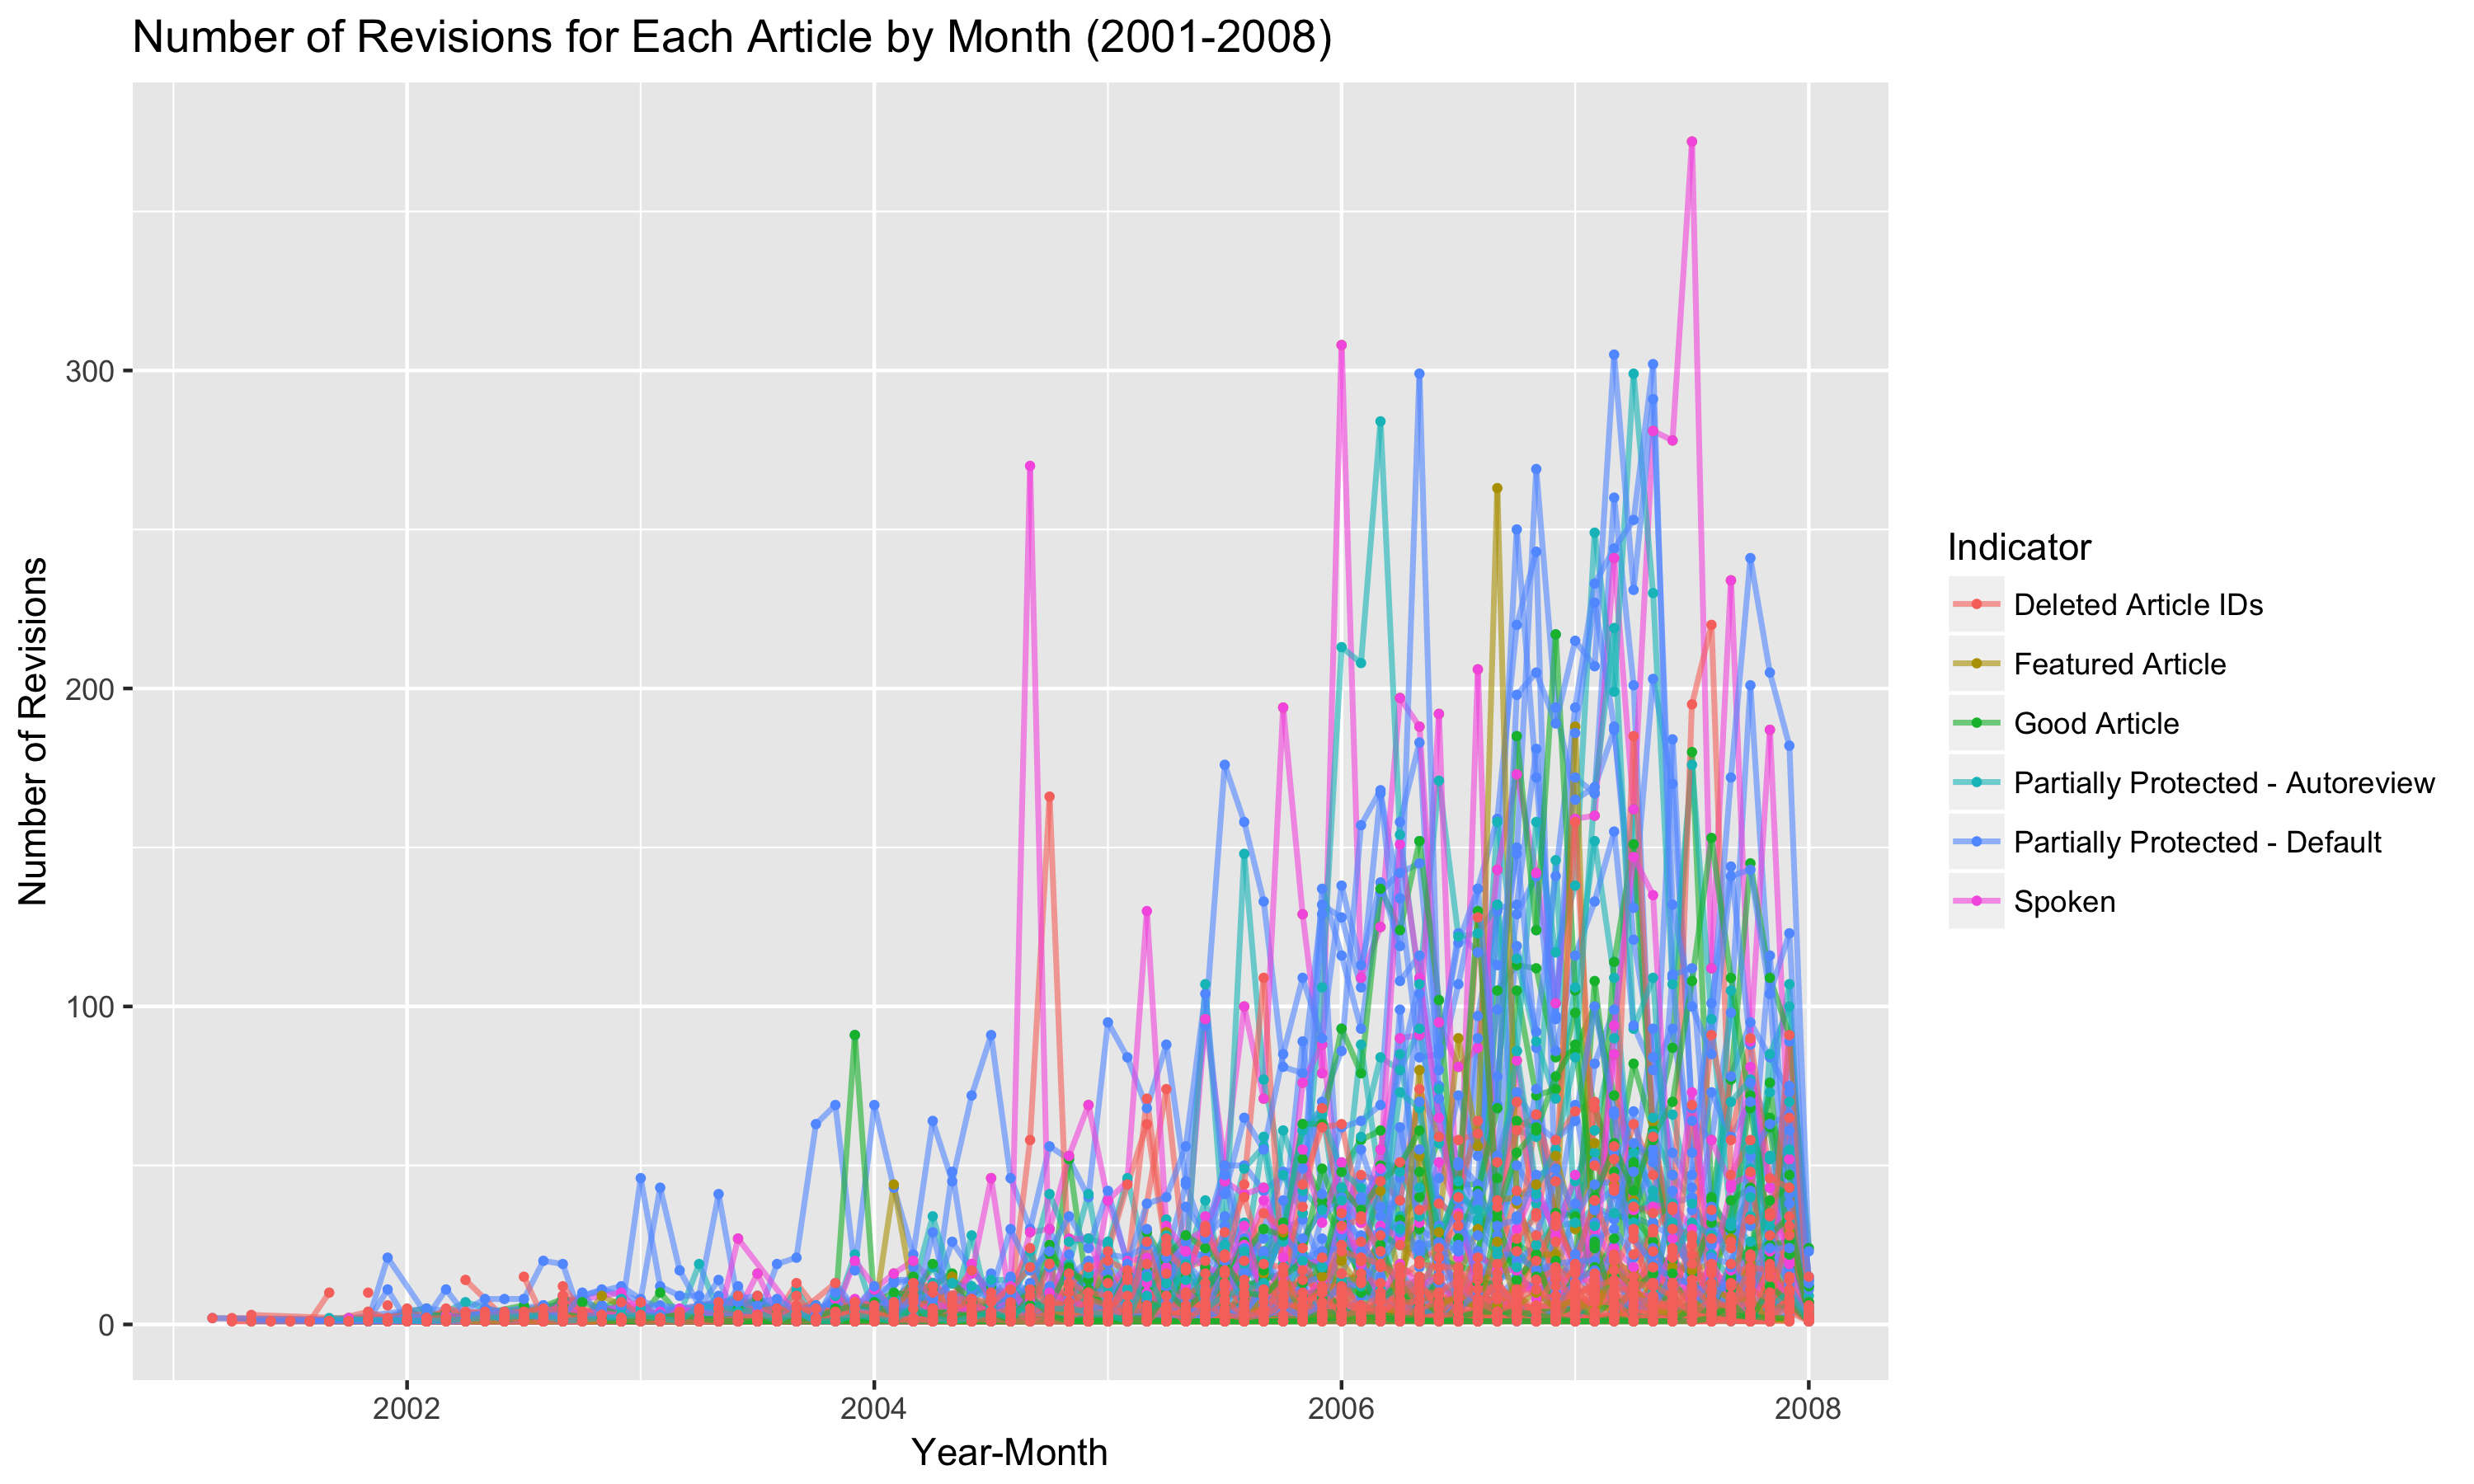 Number of Revisions for Each Article by Month (2001-2008)
300
200
100
0
Number of Revisions
2002
2004
2006
2008
Year-Month
Indicator
Deleted Article IDs
Featured Article
Good Article
Partially Protected - Autoreview
Partially Protected - Default
Spoken